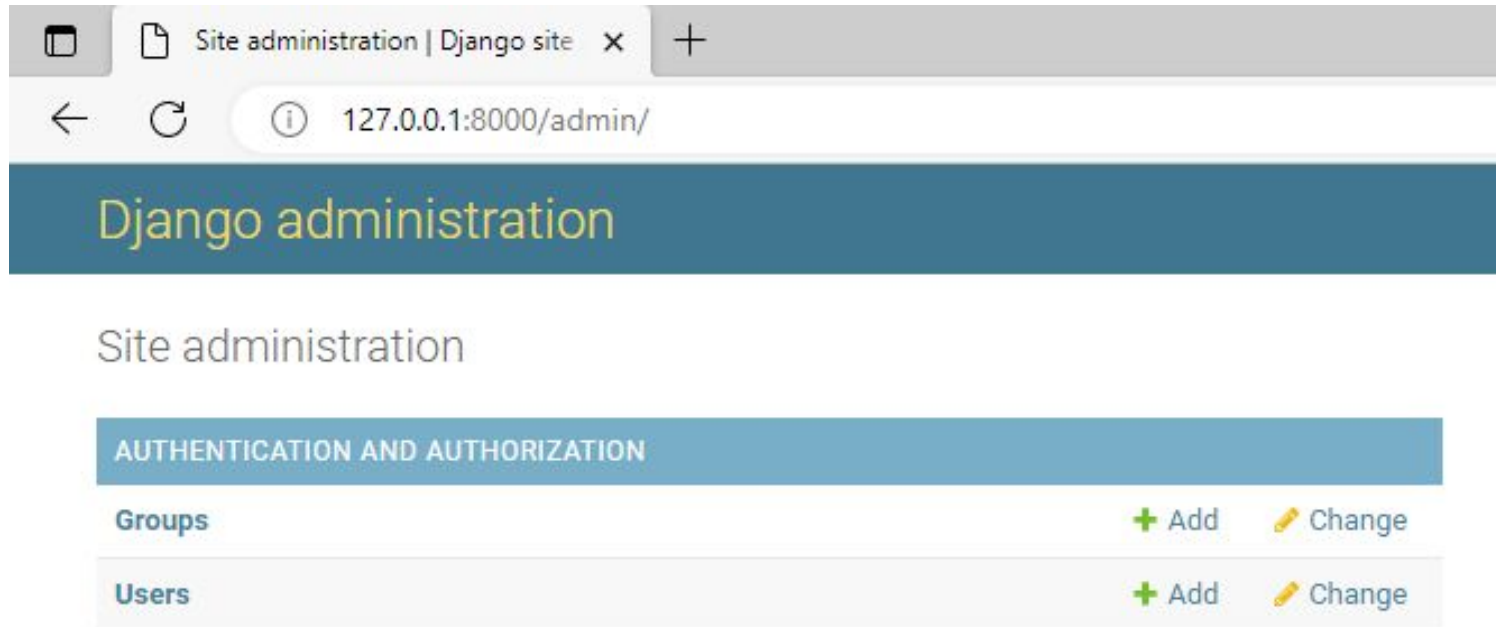 Site administration | Django site
127.0.0.1:8000/admin/
Django administration
Site administration
AUTHENTICATION AND AUTHORIZATION
Groups Add Change
Users Add Change